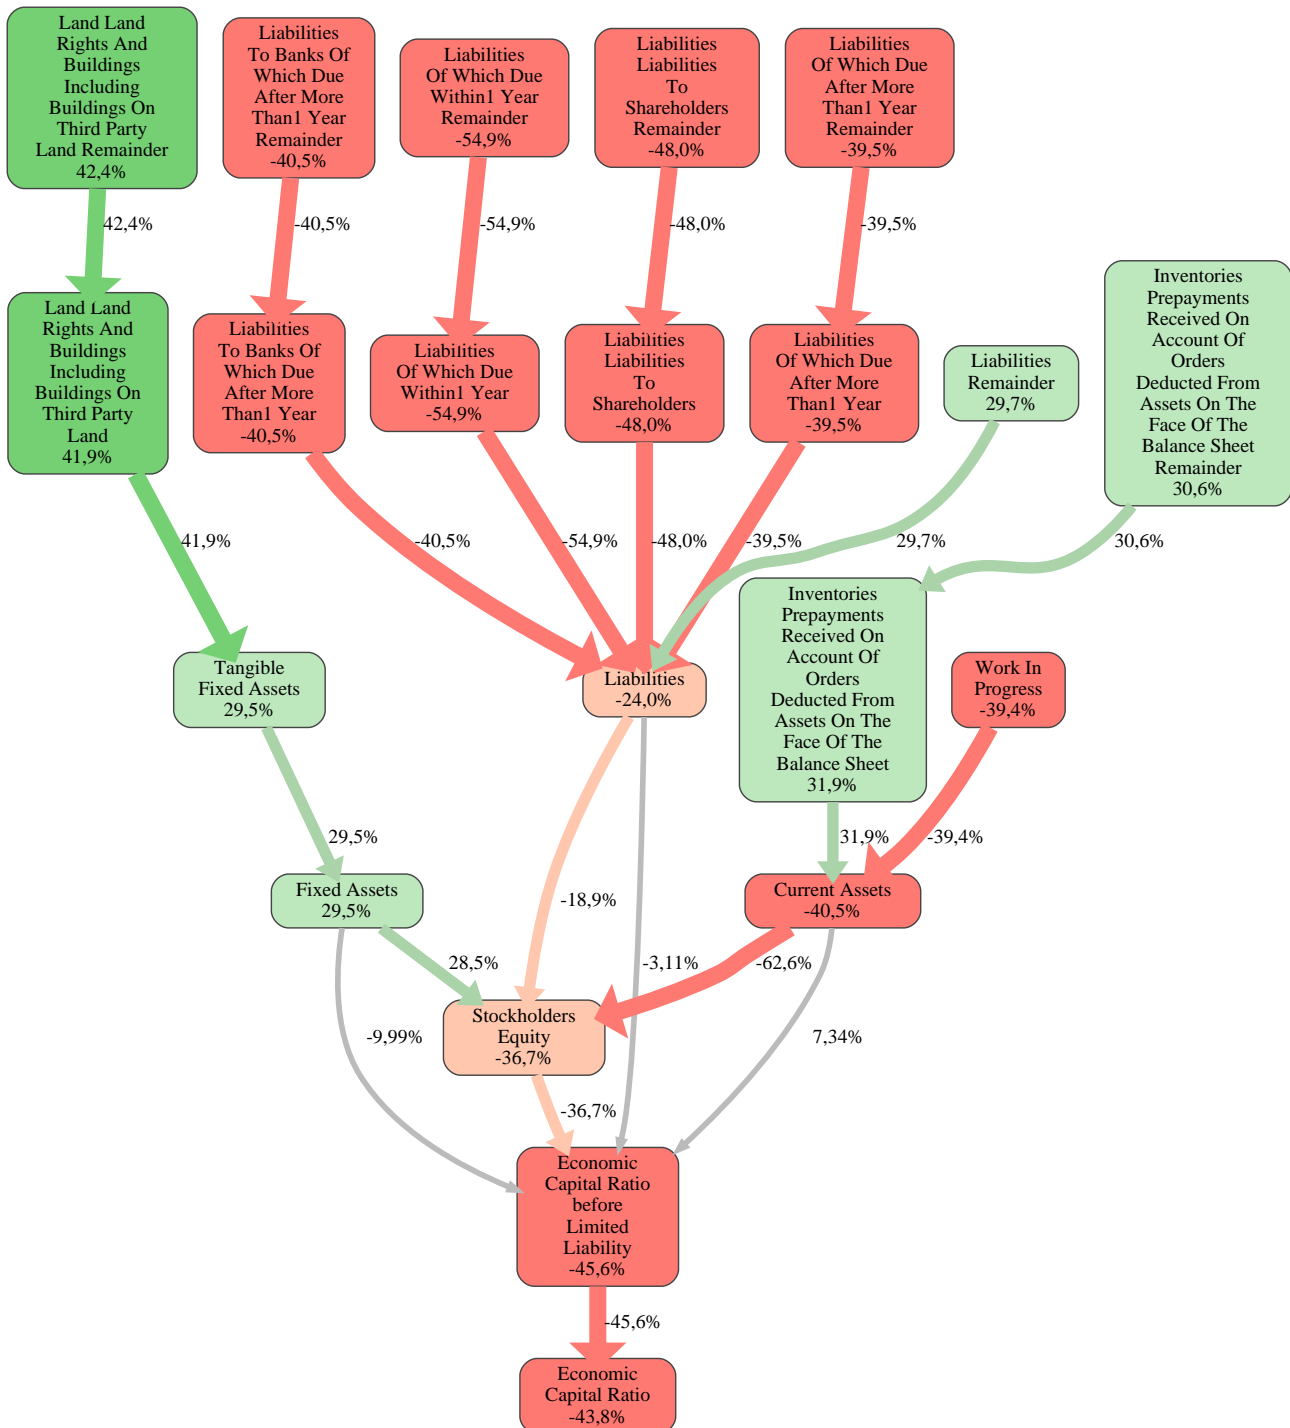 Land Land
Rights And
Buildings
Including
Buildings On
Third Party
Land Remainder
42,4%
Liabilities
To Banks Of
Which Due
After More
Than1 Year
Remainder
-40,5%
Liabilities
Of Which Due
Within1 Year
Remainder
-54,9%
Liabilities
Liabilities
To
Shareholders
Remainder
-48,0%
Liabilities
Of Which Due
After More
Than1 Year
Remainder
-39,5%
42,4%
-40,5%
-54,9%
-48,0%
-39,5%
Land Land
Rights And
Buildings
Including
Buildings On
Third Party
Land
41,9%
Liabilities
To Banks Of
Which Due
After More
Than1 Year
-40,5%
Liabilities
Of Which Due
Within1 Year
-54,9%
Liabilities
Liabilities
To
Shareholders
-48,0%
Liabilities
Of Which Due
After More
Than1 Year
-39,5%
Liabilities
Remainder
29,7%
Inventories
Prepayments
Received On
Account Of
Orders
Deducted From
Assets On The
Face Of The
Balance Sheet
Remainder
30,6%
41,9%
-40,5%
-54,9%
-48,0%
-39,5%
29,7%
30,6%
Tangible
Fixed Assets
29,5%
Liabilities
-24,0%
Inventories
Prepayments
Received On
Account Of
Orders
Deducted From
Assets On The
Face Of The
Balance Sheet
31,9%
Work In
Progress
-39,4%
29,5%
-18,9%
31,9%
-39,4%
Fixed Assets
29,5%
Current Assets
-40,5%
28,5%
-3,11%
-62,6%
-9,99%
Stockholders
Equity
-36,7%
7,34%
-36,7%
Economic
Capital Ratio
before
Limited
Liability
-45,6%
-45,6%
Economic
Capital Ratio
-43,8%